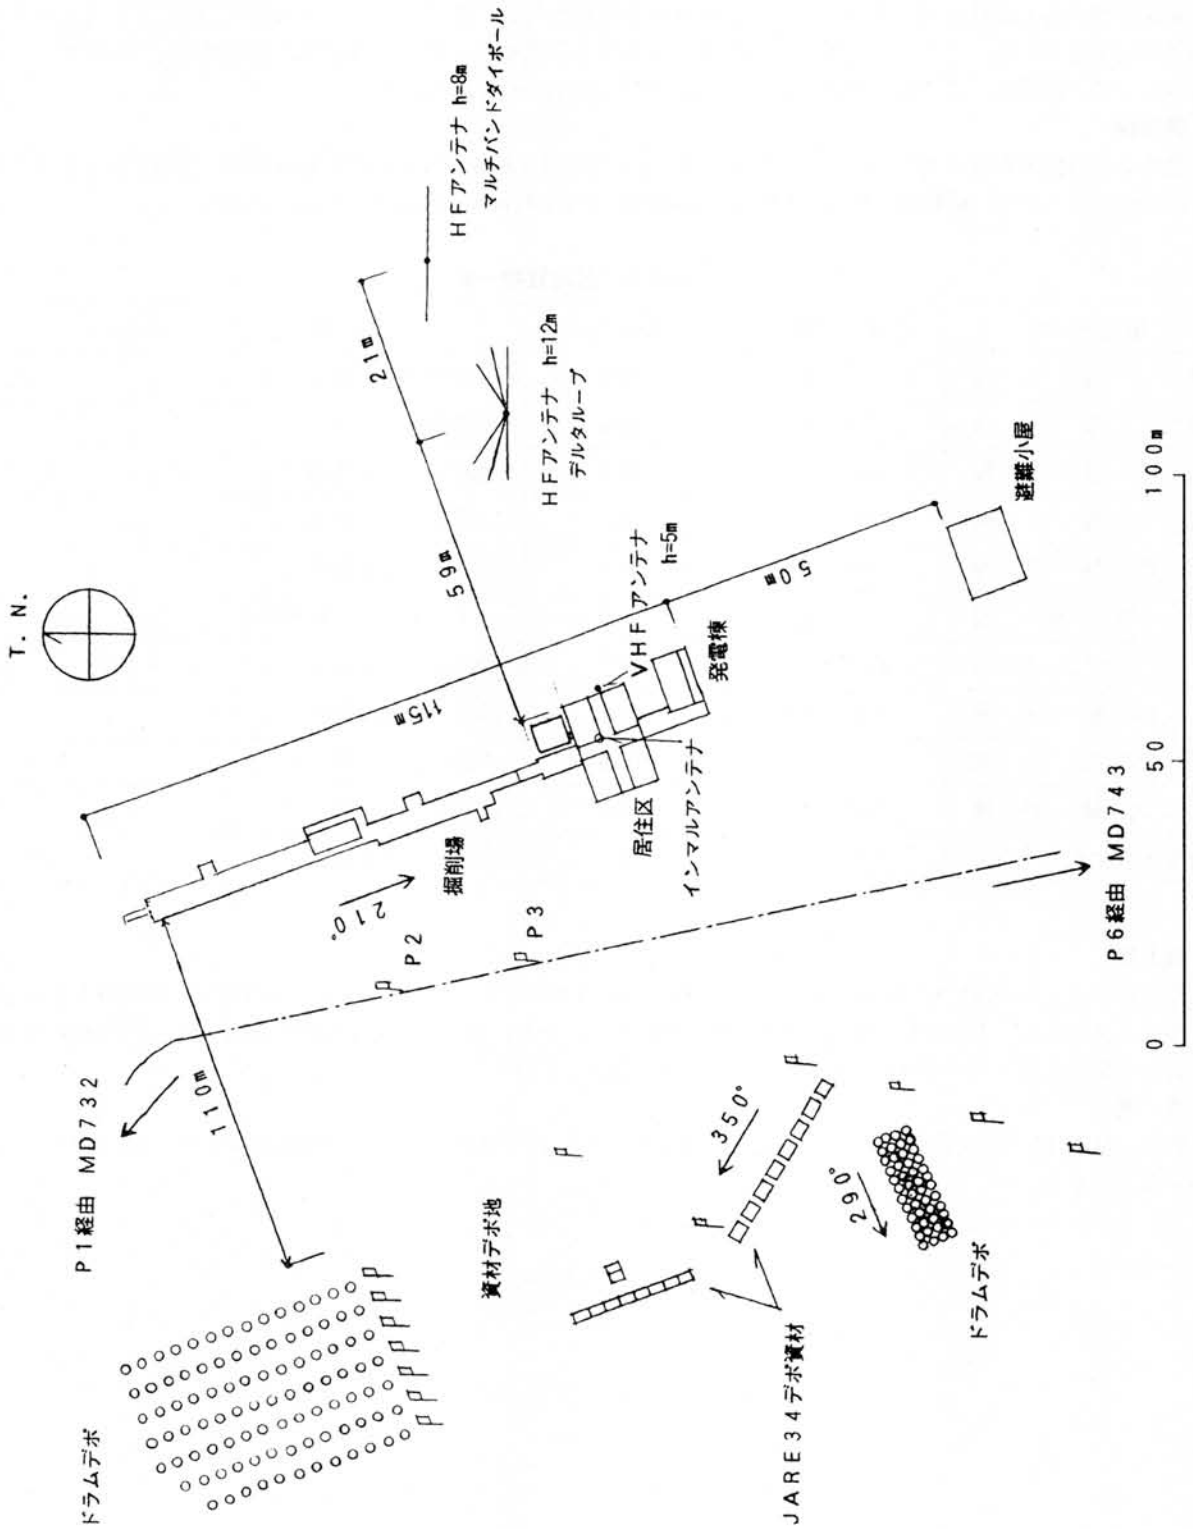 T. N.
HFアンテナ h=8m
マルチバンドダイポール
21m
HFアンテナ h=12m
デルタループ
59m
VHFアンテナ
h=5m
50m
避難小屋
発電棟
115m
インマルアンテナ
居住区
掘削場
210°
P2
P3
P1経由 MD732
110m
P6経由 MD743
0 50 100m
資材デポ地
350°
290°
ドラムデポ
ドラムデポ
JARE34デポ資材